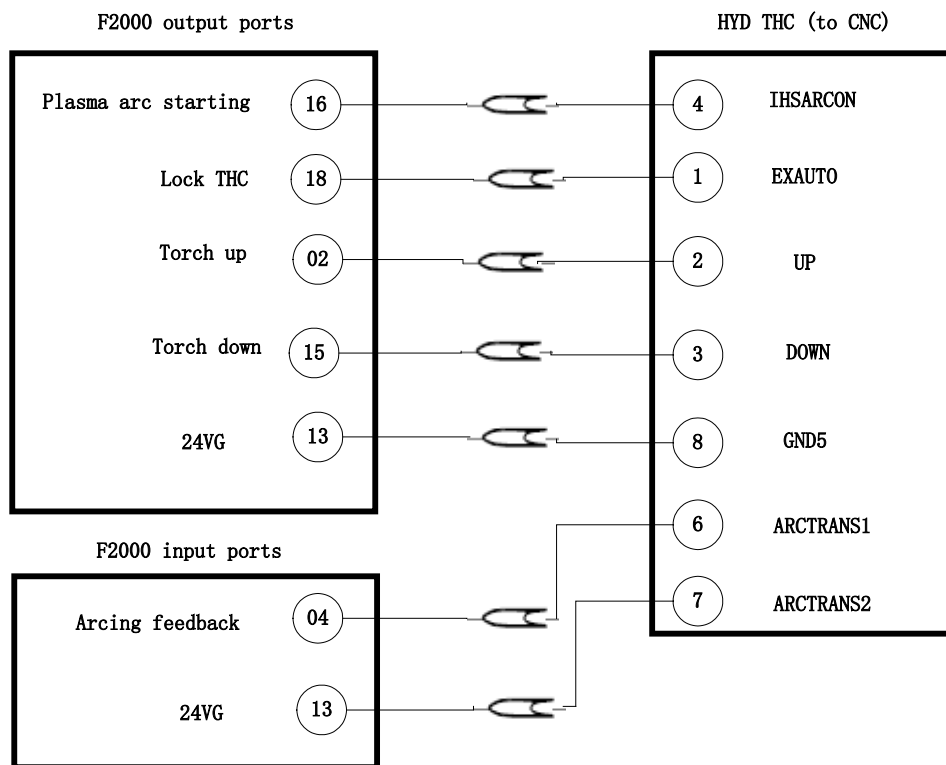 F2000 output ports
HYD THC (to CNC)
Plasma arc starting 16 4 IHSARCON
Lock THC 18 1 EXAUTO
Torch up 02 2 UP
Torch down 15 3 DOWN
24VG 13 8 GND5
6 ARCTRANS1
F2000 input ports
7 ARCTRANS2
Arcing feedback 04
24VG 13